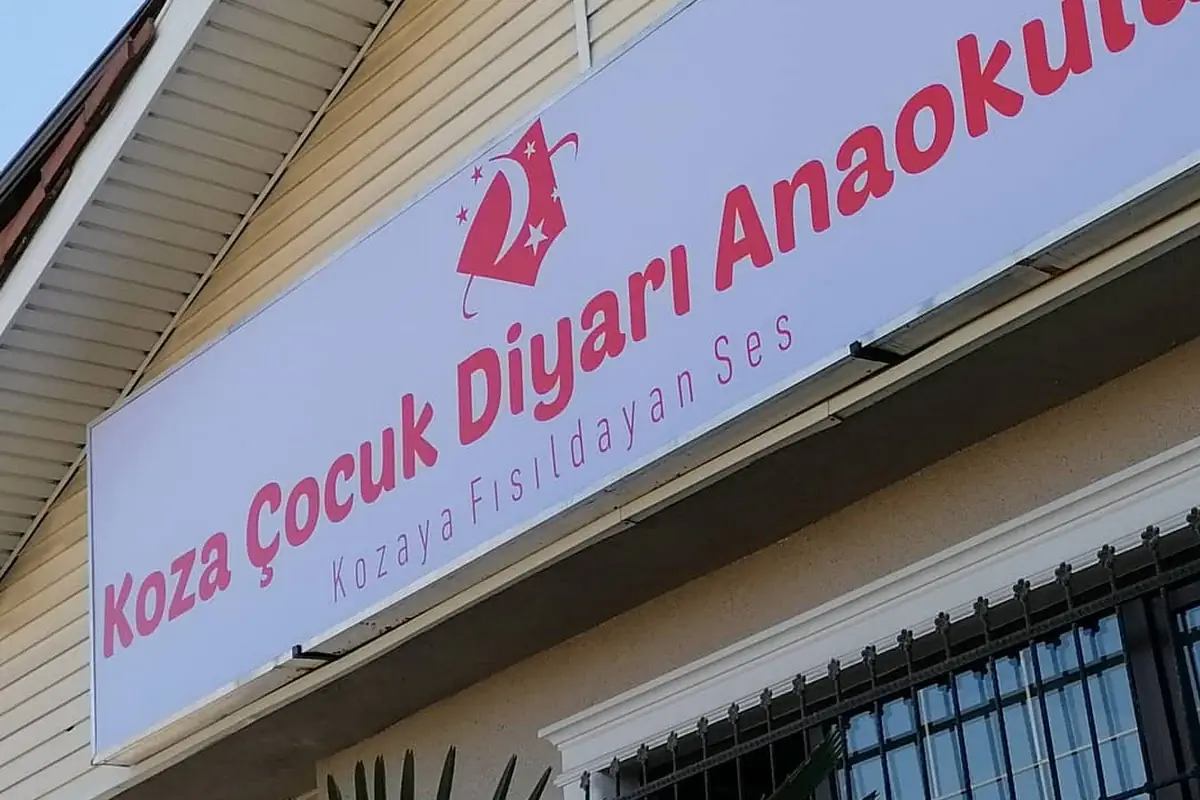 Koza Çocuk Diyarı Anaokulu
Kozaya Fısıldayan Ses